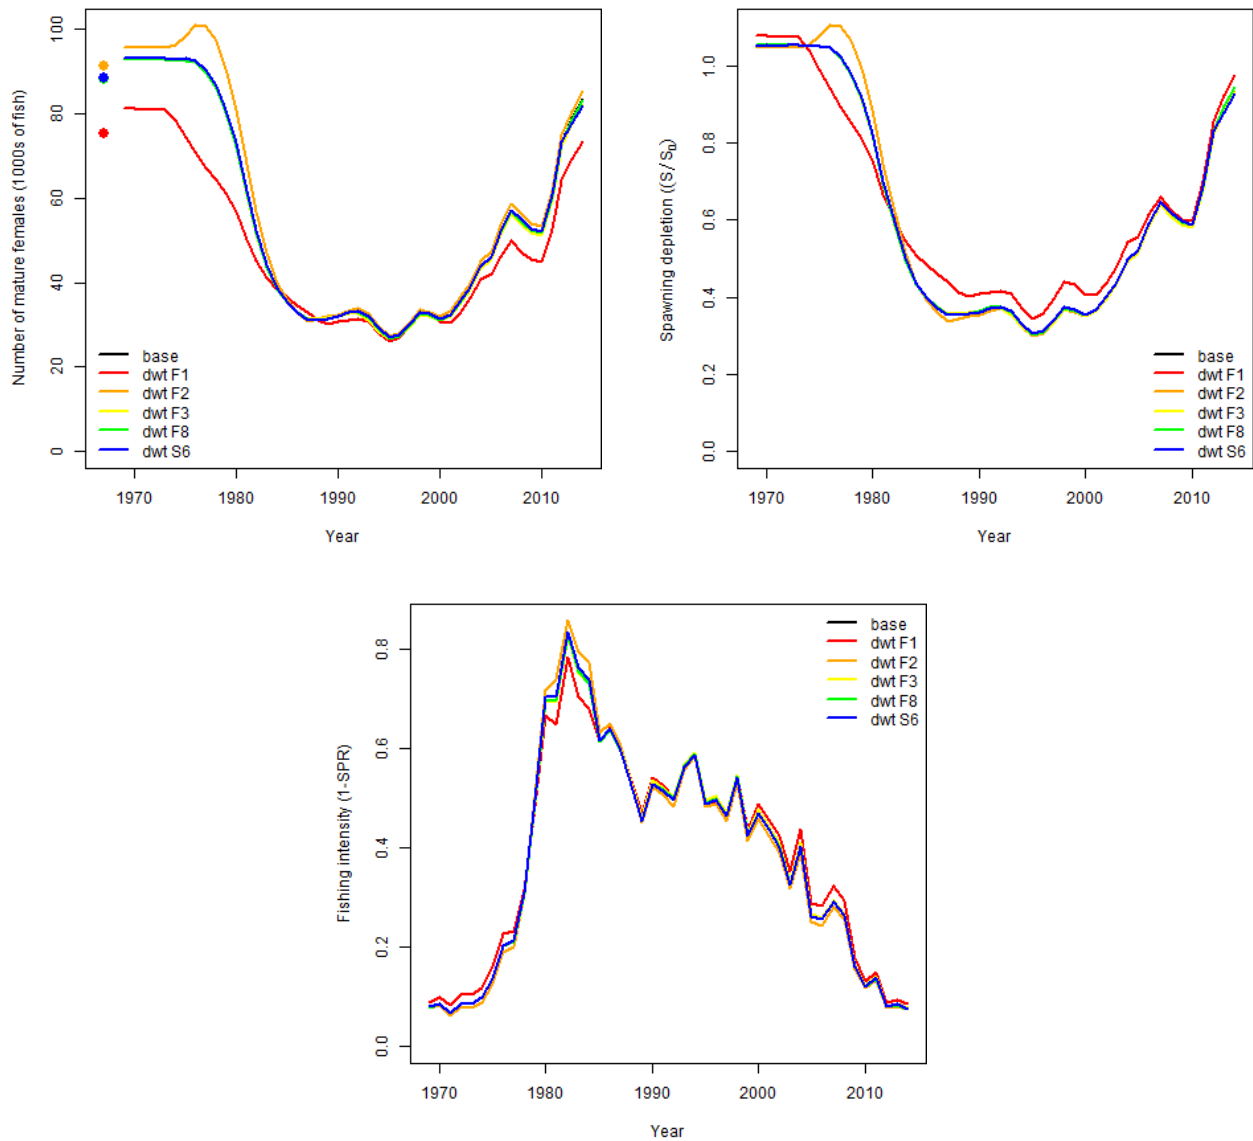 Number of mature females (1000s of fish)
100
80
60
40
20
0
base
dwt F1
dwt F2
dwt F3
dwt F8
dwt S6
1970 1980 1990 2000 2010
Year
Spawning depletion ((S / S0)
1.0
0.8
0.6
0.4
0.2
0.0
base
dwt F1
dwt F2
dwt F3
dwt F8
dwt S6
1970 1980 1990 2000 2010
Year
Fishing intensity (1-SPR)
0.8
0.6
0.4
0.2
0.0
base
dwt F1
dwt F2
dwt F3
dwt F8
dwt S6
1970 1980 1990 2000 2010
Year